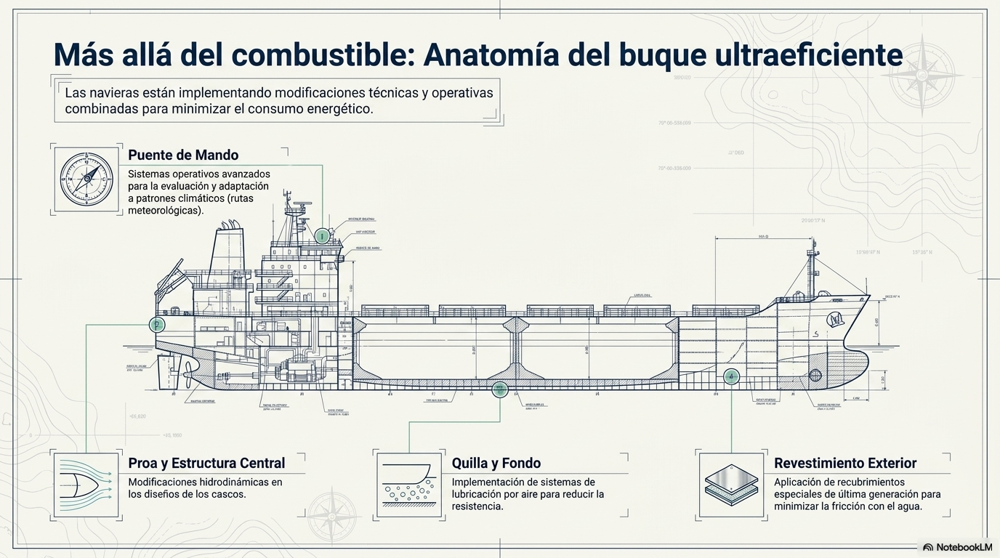 Más allá del combustible: Anatomía del buque ultraeficiente
Las navieras están implementando modificaciones técnicas y operativas
combinadas para minimizar el consumo energético.
Puente de Mando
Sistemas operativos avanzados
para la evaluación y adaptación
a patrones climáticos (rutas
meteorológicas).
Proa y Estructura Central
Modificaciones hidrodinámicas en
los diseños de los cascos.
Quilla y Fondo
Implementación de sistemas de
lubricación por aire para reducir la
resistencia.
Revestimiento Exterior
Aplicación de recubrimientos
especiales de última generación para
minimizar la fricción con el agua.
NotebookLM